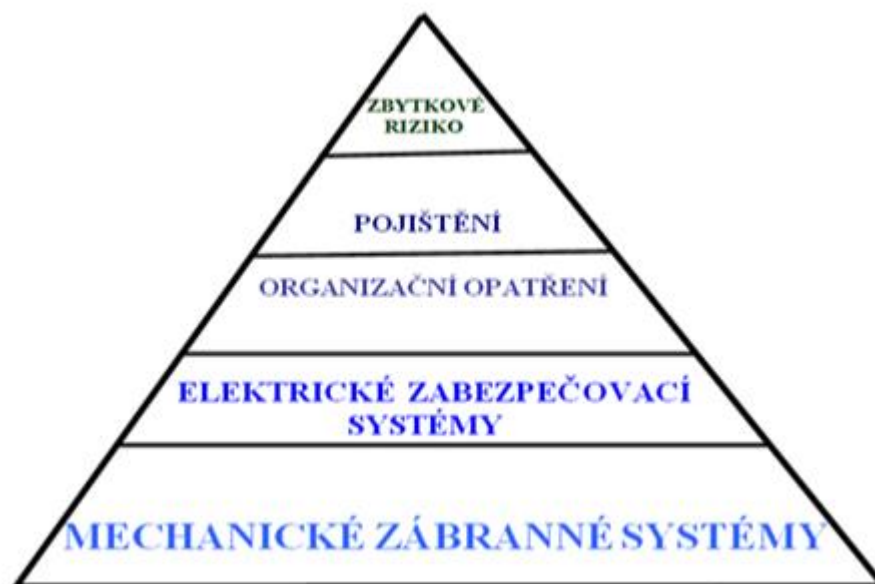 ZBYTKOVÉ
RIZIKO
POJIŠTĚNÍ
ORGANIZAČNÍ OPATŘENÍ
ELEKTRICKÉ ZABEZPEČOVACÍ
SYSTÉMY
MECHANICKÉ ZÁBRANNÉ SYSTÉMY